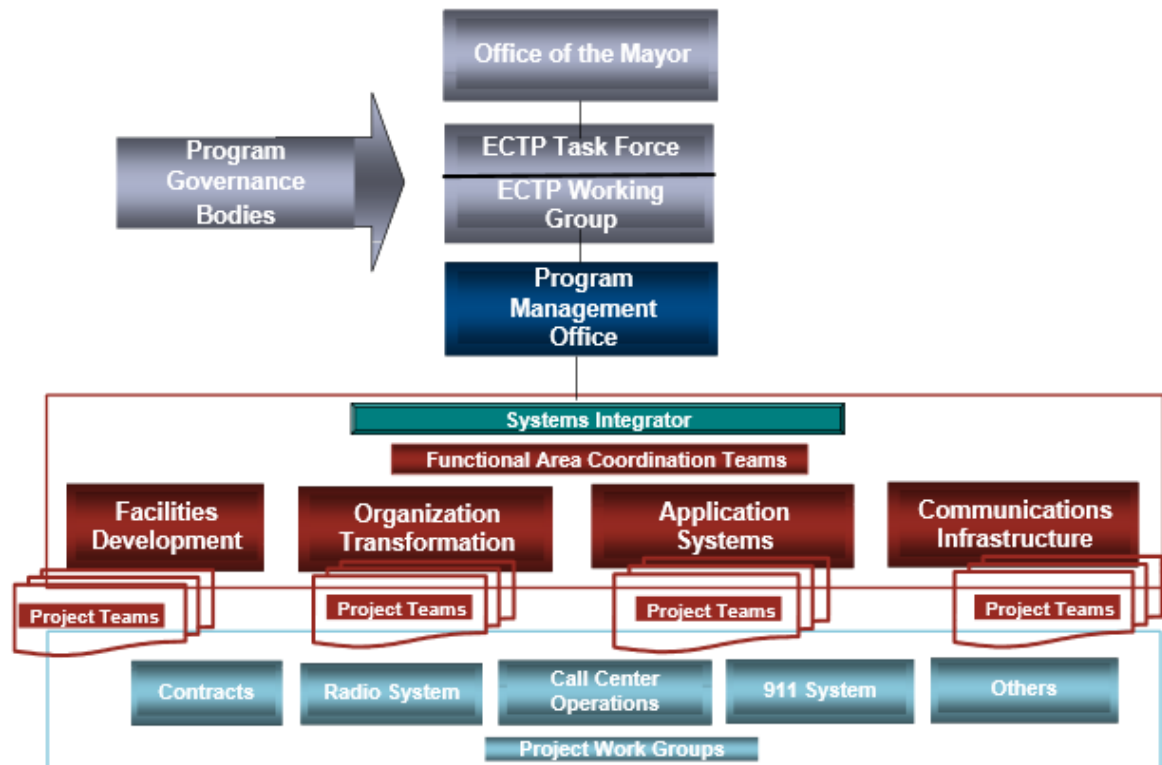 Office of the Mayor
Program
Governance
Bodies
ECTP Task Force
ECTP Working
Group
Program
Management
Office
Systems Integrator
Functional Area Coordination Teams
Facilities
Development
Organization
Transformation
Application
Systems
Communications
Infrastructure
Project Teams
Project Teams
Project Teams
Project Teams
Contracts
Radio System
Call Center
Operations
911 System
Others
Project Work Groups